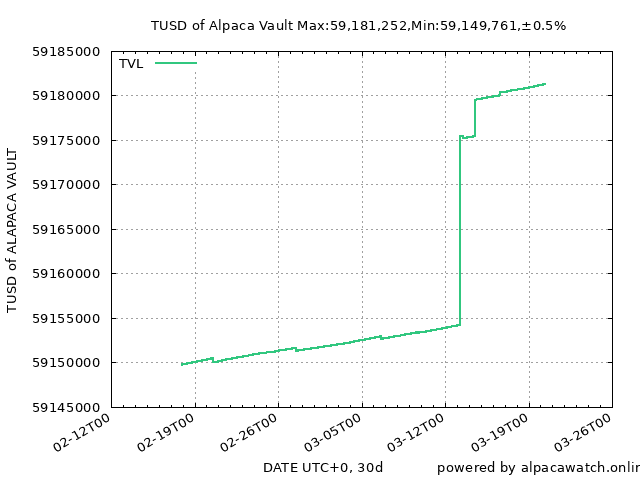 TUSD of Alpaca Vault Max:59,181,252,Min:59,149,761,±0.5%
TVL
59185000
59180000
59175000
59170000
59165000
59160000
59155000
59150000
59145000
TUSD of ALAPACA VAULT
02-12T00
02-19T00
02-26T00
03-05T00
03-12T00
03-19T00
03-26T00
DATE UTC+0, 30d
powered by alpacawatch.onlin